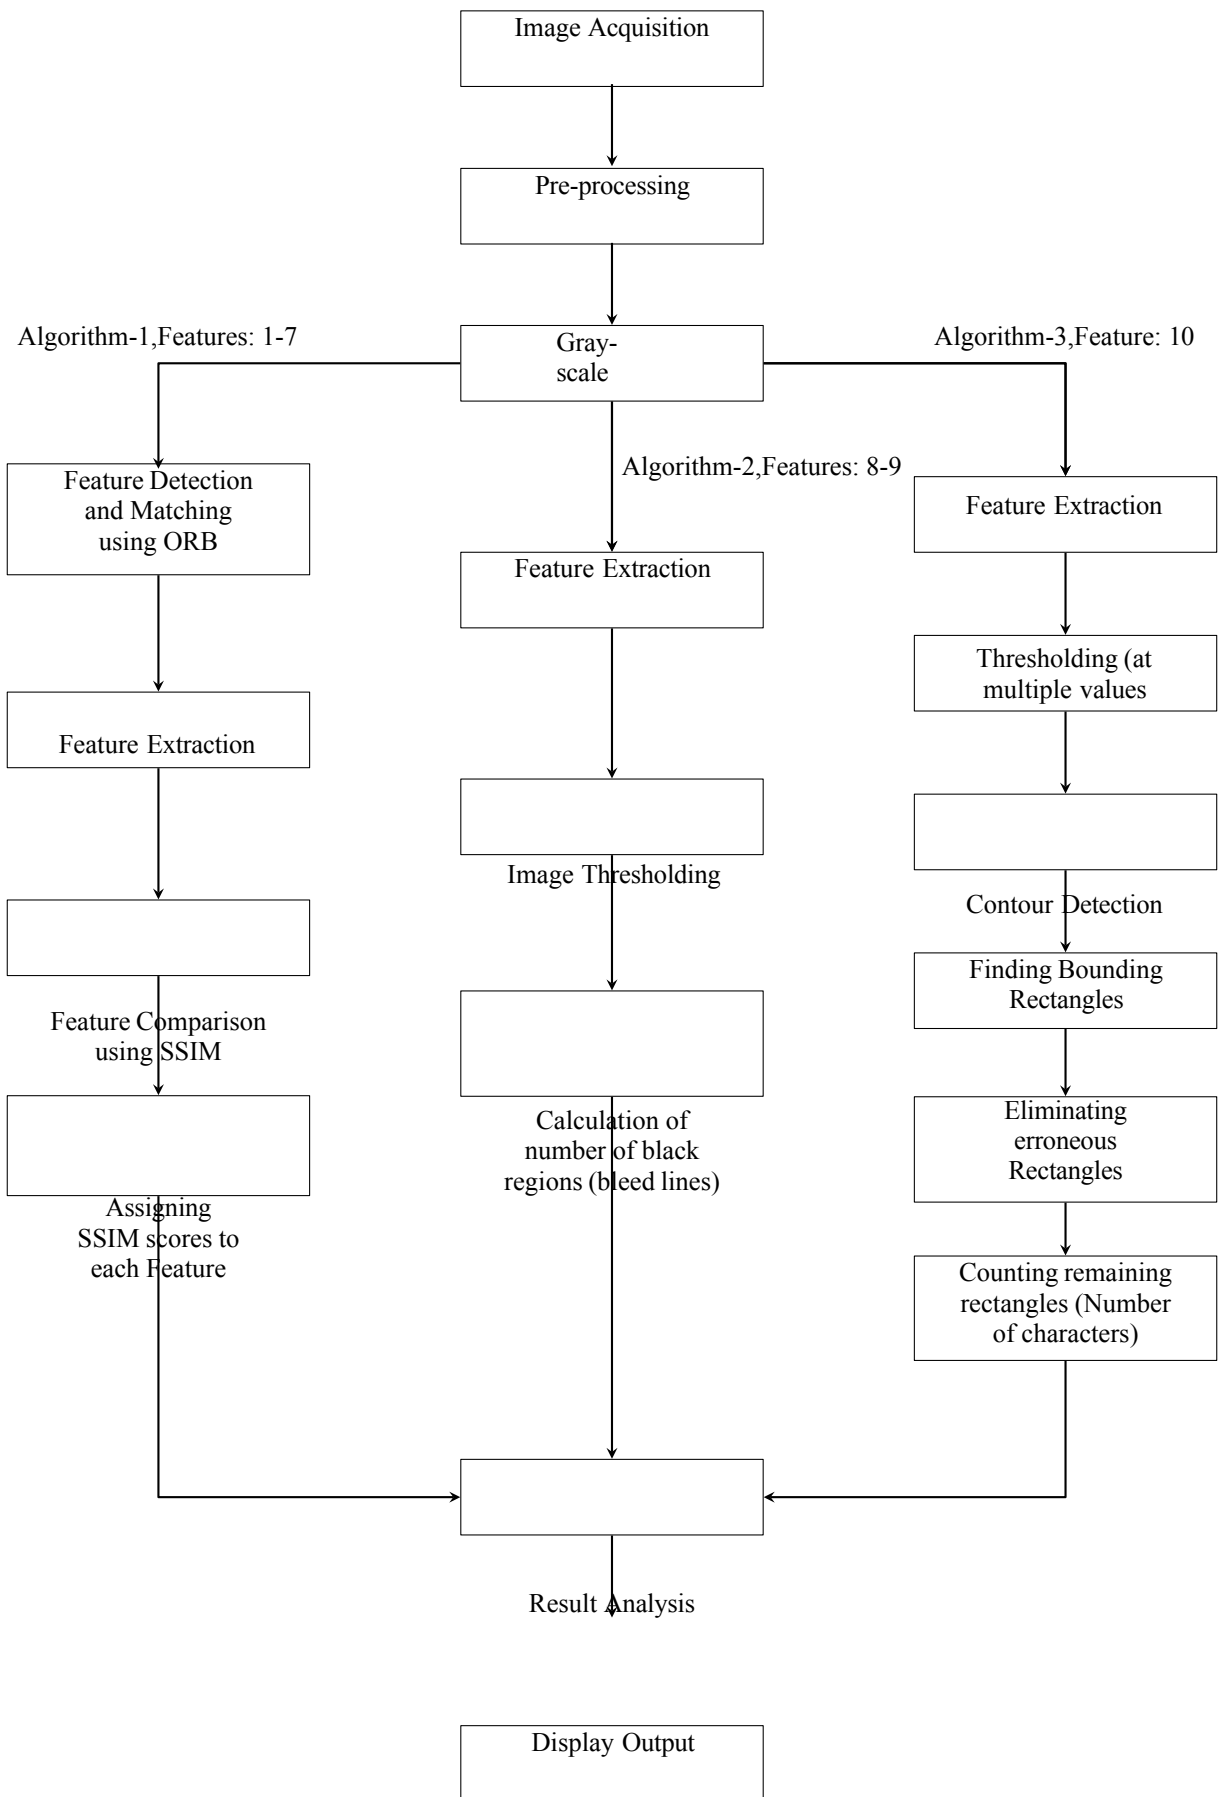 Image Acquisition
Pre-processing
Algorithm-1,Features: 1-7
Gray-
scale
Algorithm-3,Feature: 10
Algorithm-2,Features: 8-9
Feature Detection
and Matching
using ORB
Feature Extraction
Feature Comparison
using SSIM
Assigning
SSIM scores to
each Feature
Feature Extraction
Image Thresholding
Calculation of
number of black
regions (bleed lines)
Feature Extraction
Thresholding (at
multiple values
Contour Detection
Finding Bounding
Rectangles
Eliminating
erroneous
Rectangles
Counting remaining
rectangles (Number
of characters)
Result Analysis
Display Output